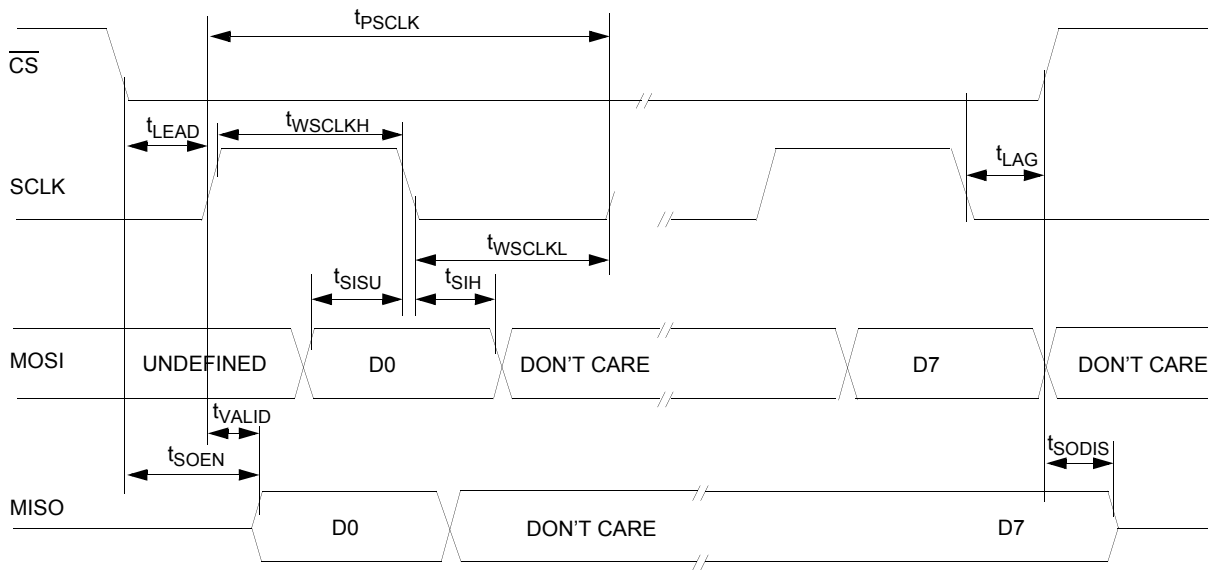 tPSCLK
CS
tLEAD
tWSCLKH
tLAG
SCLK
tWSCLKL
tSISU
tSIH
MOSI
UNDEFINED
D0
DON'T CARE
D7
DON'T CARE
tVALID
tSOEN
tSODIS
MISO
D0
DON'T CARE
D7